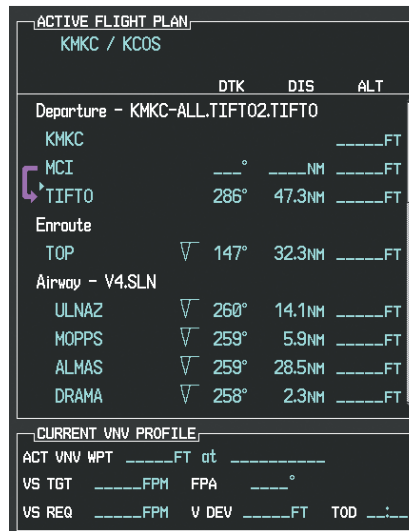 ACTIVE FLIGHT PLAN
KMKC / KCOS
DTK DIS ALT
Departure – KMKC-ALL.TIFTO2.TIFTO
KMKC _____FT
MCI ___° ____NM _____FT
TIFTO 286° 47.3NM _____FT
Enroute
TOP 147° 32.3NM _____FT
Airway – V4.SLN
ULNAZ 260° 14.1NM _____FT
MOPPS 259° 5.9NM _____FT
ALMAS 259° 28.5NM _____FT
DRAMA 258° 2.3NM _____FT
CURRENT VNV PROFILE
ACT VNV WPT _____FT at __________
VS TGT _____FPM FPA ____°
VS REQ _____FPM V DEV _____FT TOD __:__